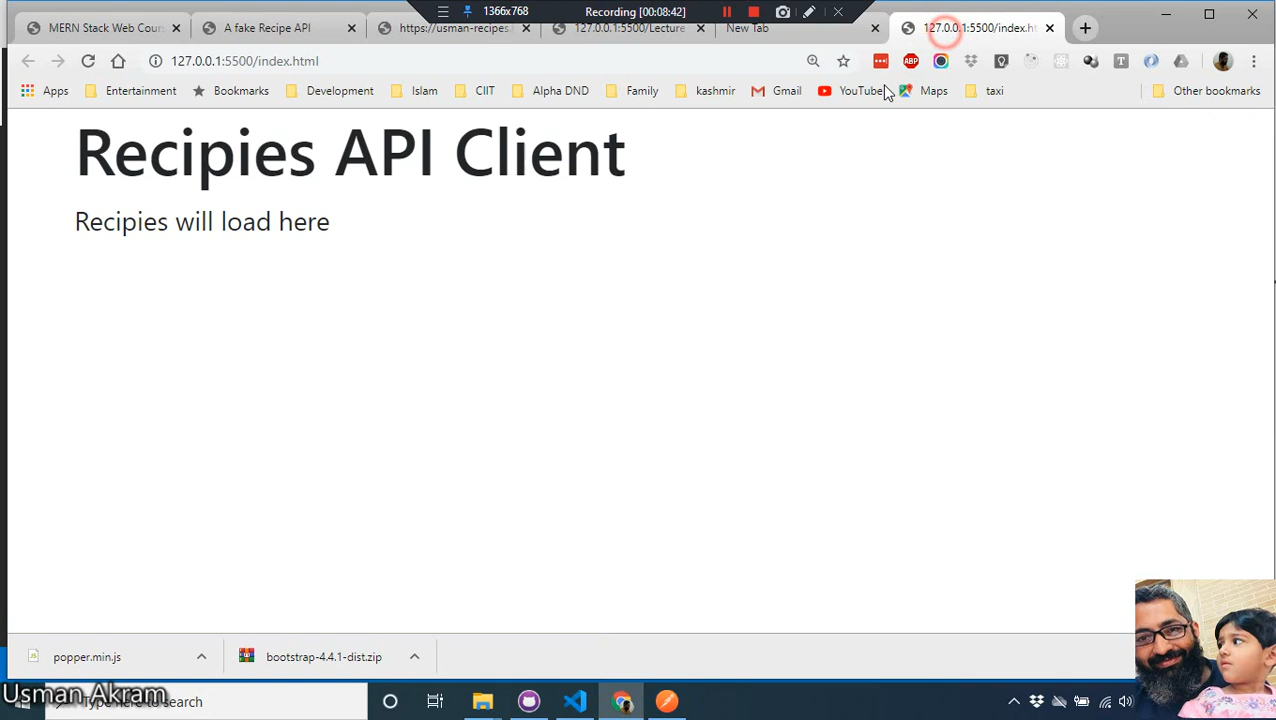 1366x768
Recording [00:08:42]
MERN Stack Web Cou
A fake Recipe API
https://usman-recipes.
127.0.0.1:5500/Lecture
New Tab
127.0.0.1:5500/index.ht
127.0.0.1:5500/index.html
ABP
T
Apps
Entertainment
Bookmarks
Development
Islam
CIIT
Alpha DND
Family
kashmir
Gmail
YouTube
Maps
taxi
Other bookmarks
Recipies API Client
Recipies will load here
popper.min.js
bootstrap-4.4.1-dist.zip
Usman Akram
Type here to search